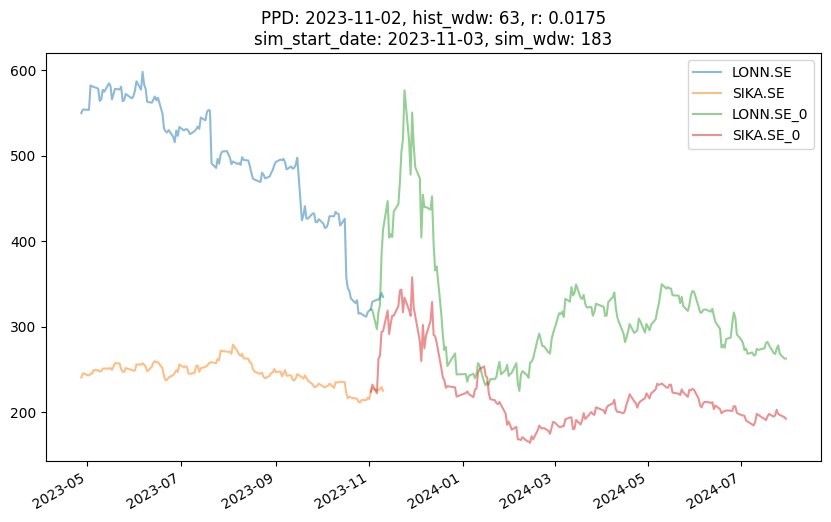 PPD: 2023-11-02, hist_wdw: 63, r: 0.0175
sim_start_date: 2023-11-03, sim_wdw: 183
600
500
400
300
200
LONN.SE
SIKA.SE
LONN.SE_0
SIKA.SE_0
2023-05
2023-07
2023-09
2023-11
2024-01
2024-03
2024-05
2024-07